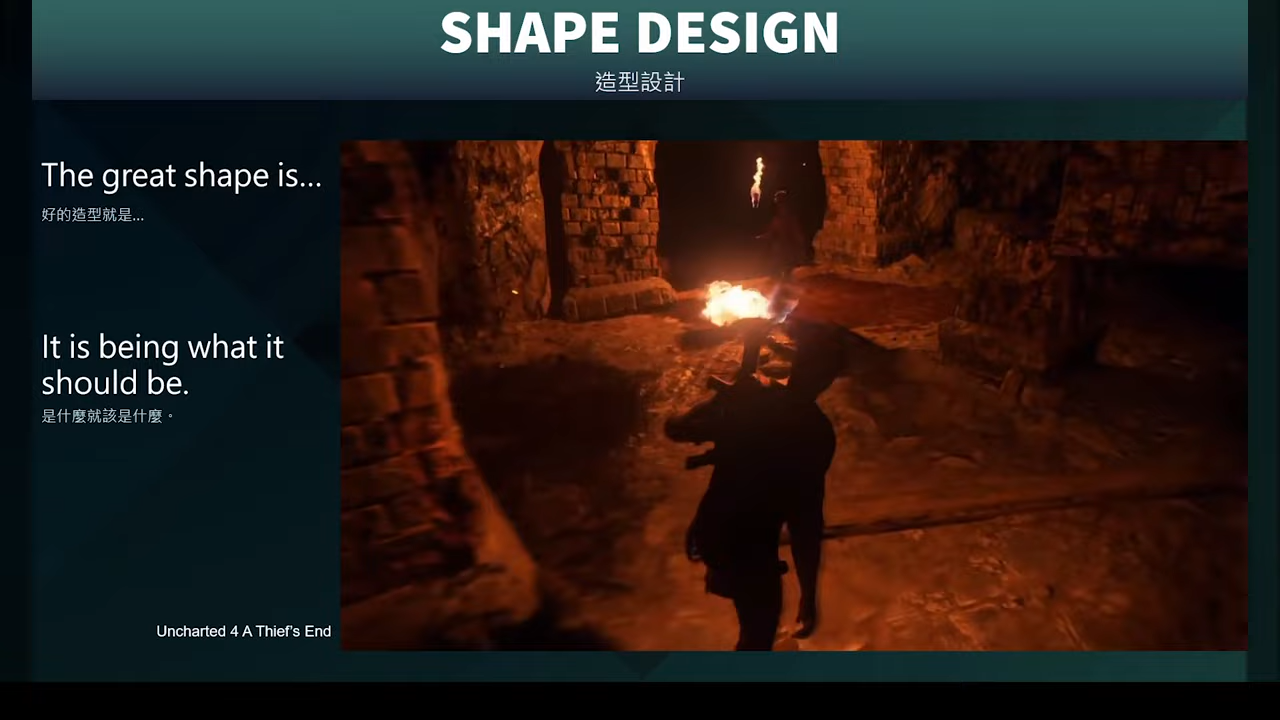 SHAPE DESIGN
造型設計
The great shape is...
好的造型就是...
It is being what it
should be.
是什麼就該是什麼。
Uncharted 4 A Thief's End